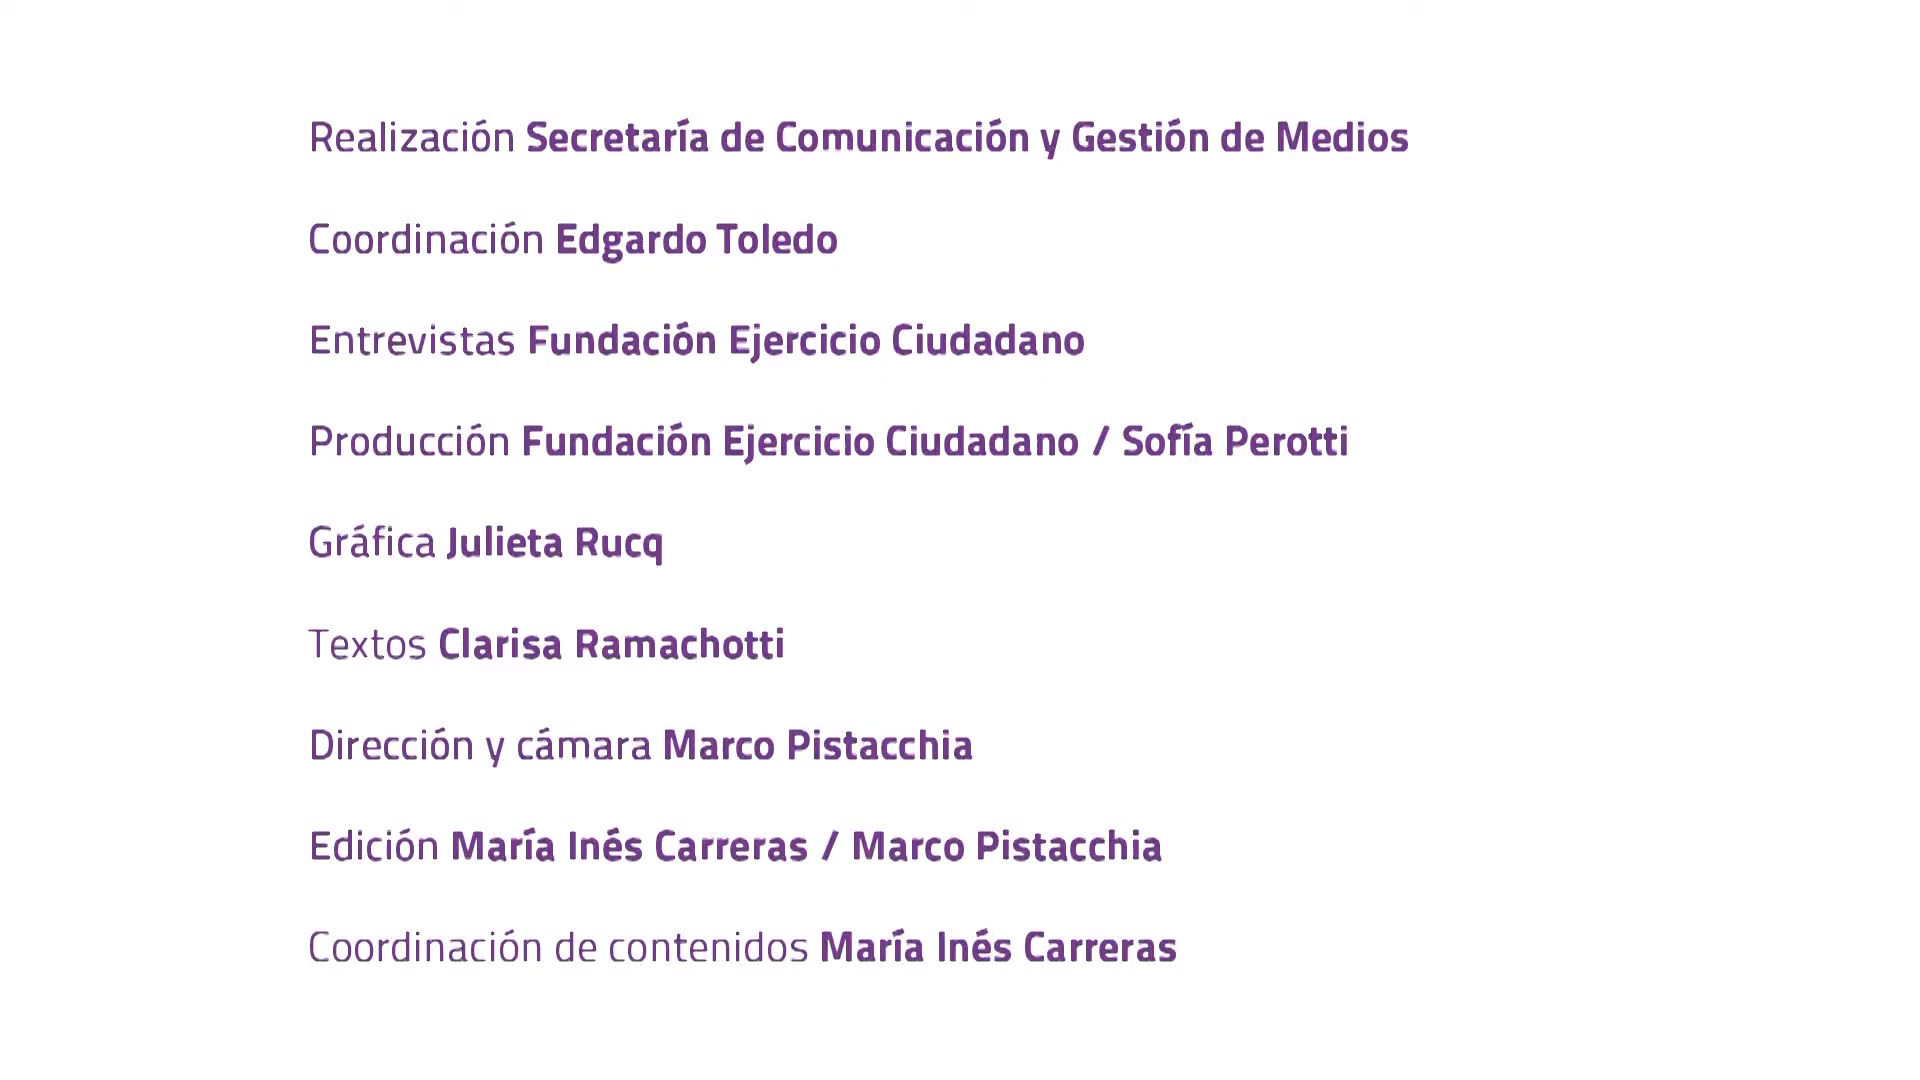 Realización Secretaría de Comunicación y Gestión de Medios
Coordinación Edgardo Toledo
Entrevistas Fundación Ejercicio Ciudadano
Producción Fundación Ejercicio Ciudadano / Sofía Perotti
Gráfica Julieta Rucq
Textos Clarisa Ramachotti
Dirección y cámara Marco Pistacchia
Edición María Inés Carreras / Marco Pistacchia
Coordinación de contenidos María Inés Carreras